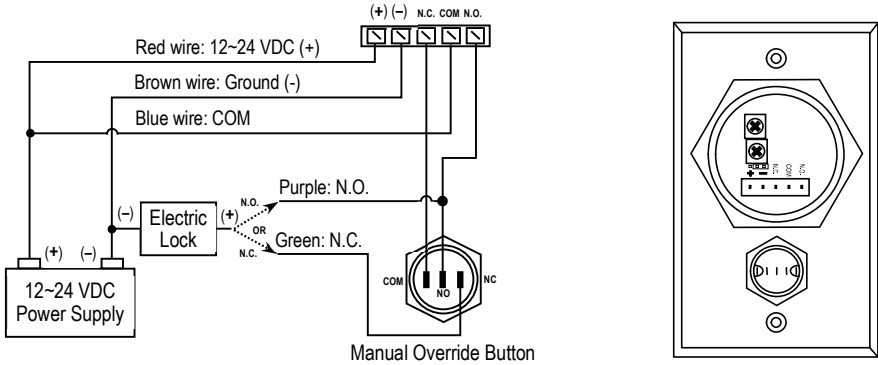 (+) (–) N.C. COM N.O.
Red wire: 12~24 VDC (+)
Brown wire: Ground (-)
Blue wire: COM
Purple: N.O.
N.O.
(–) Electric Lock (+)
OR
Green: N.C.
N.C.
(+) (–)
12~24 VDC
Power Supply
COM NO NC
Manual Override Button
+ – N.C. COM N.O.